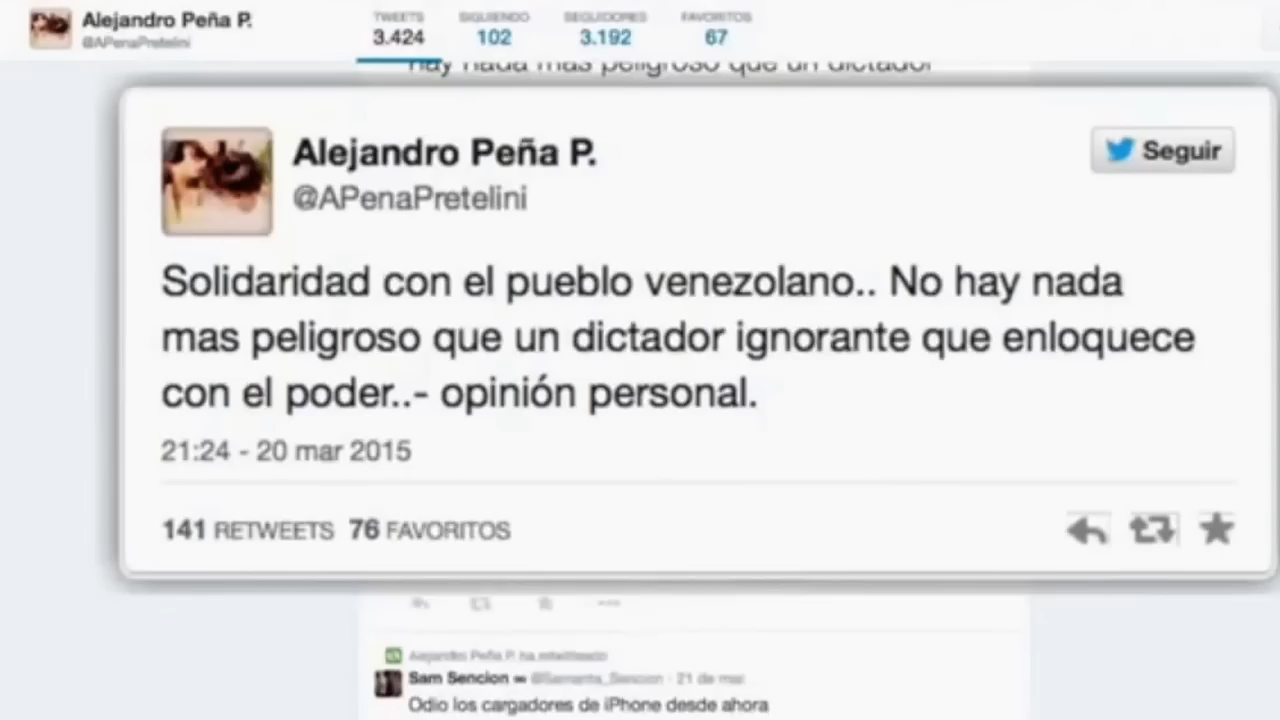 Alejandro Peña P.
@APenaPretelini
TWEETS SIGUIENDO SEGUIDORES FAVORITOS
3.424 102 3.192 67
hay nada mas peligroso que un dictador
Alejandro Peña P.
@APenaPretelini
Seguir
Solidaridad con el pueblo venezolano.. No hay nada
mas peligroso que un dictador ignorante que enloquece
con el poder..- opinión personal.
21:24 - 20 mar 2015
141 RETWEETS 76 FAVORITOS
Alejandro Peña P. ha retwitteado
Sam Sencion @Samanta_Sencion · 21 de mar
Odio los cargadores de iPhone desde ahora